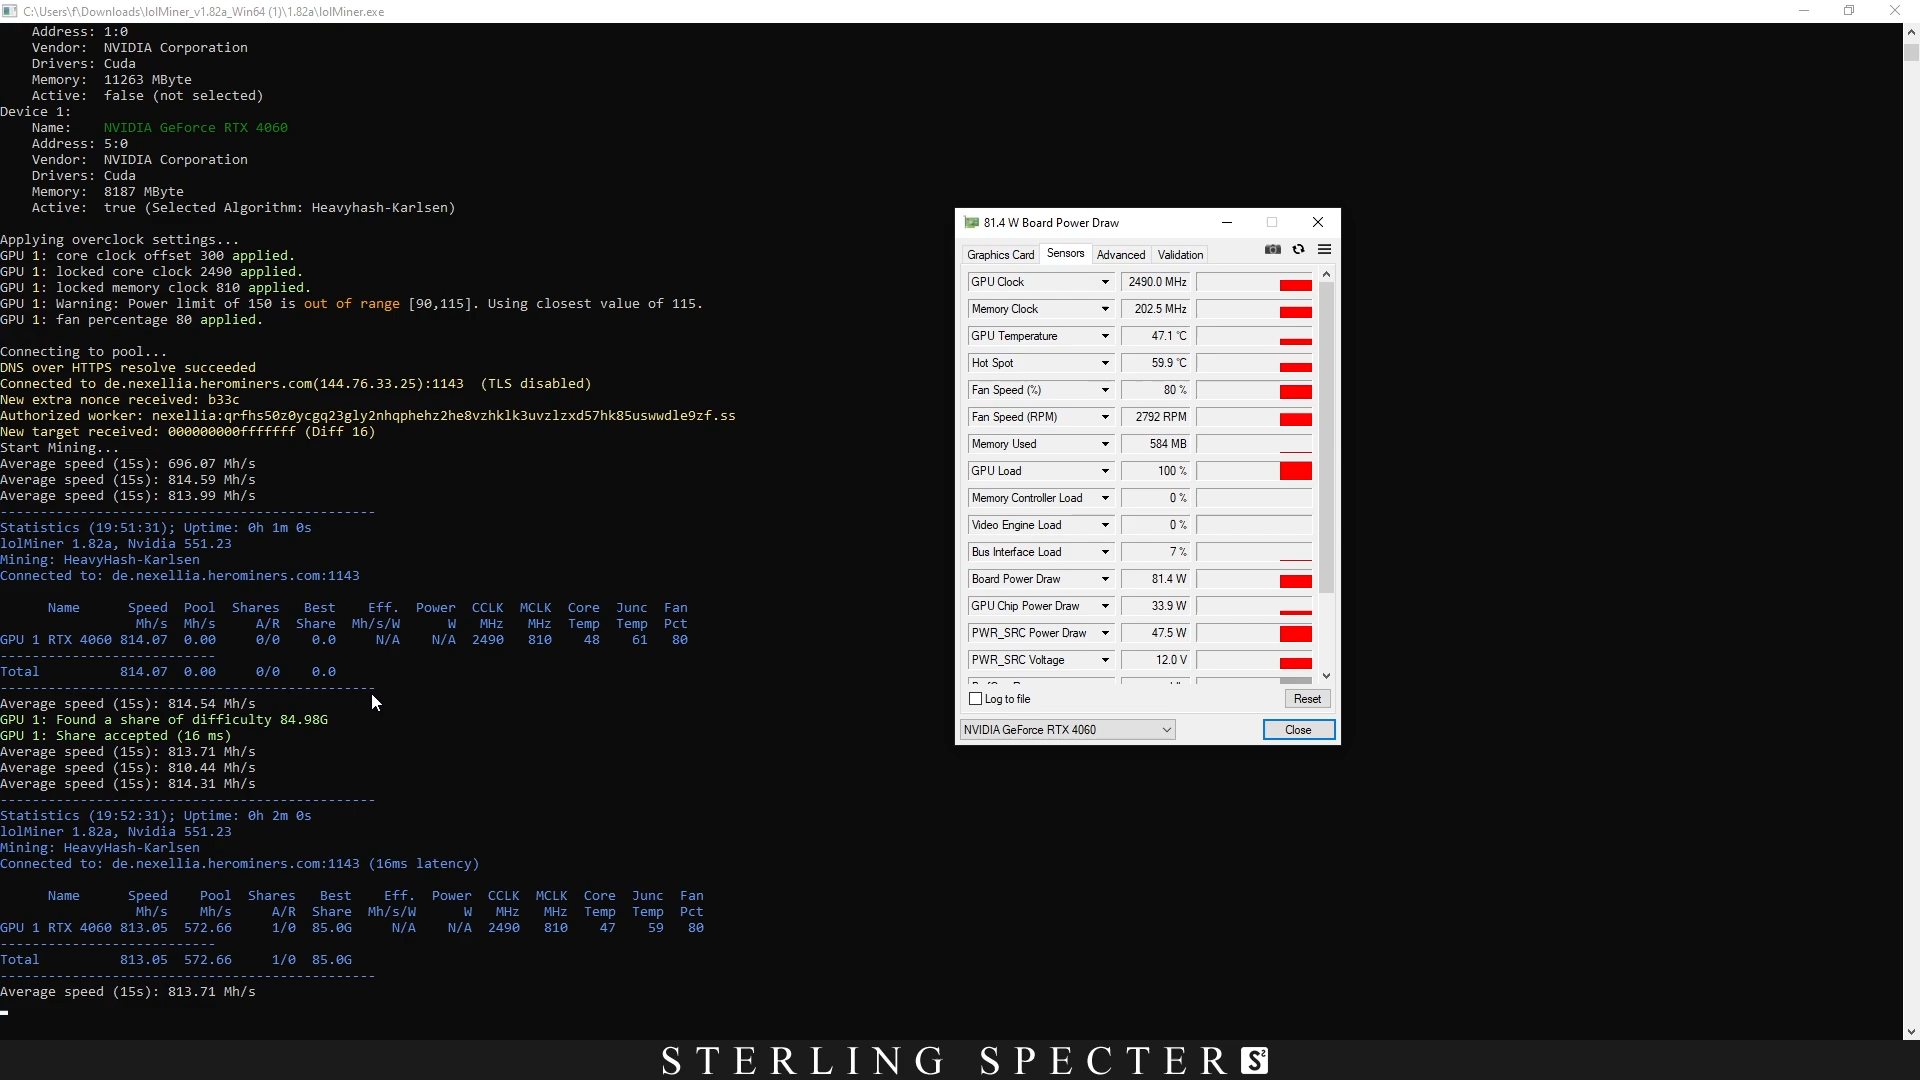 C:\Users\f\Downloads\lolMiner_v1.82a_Win64 (1)\1.82a\lolMiner.exe
Address: 1:0
Vendor: NVIDIA Corporation
Drivers: Cuda
Memory: 11263 MByte
Active: false (not selected)
Device 1:
Name: NVIDIA GeForce RTX 4060
Address: 5:0
Vendor: NVIDIA Corporation
Drivers: Cuda
Memory: 8187 MByte
Active: true (Selected Algorithm: Heavyhash-Karlsen)
Applying overclock settings...
GPU 1: core clock offset 300 applied.
GPU 1: locked core clock 2490 applied.
GPU 1: locked memory clock 810 applied.
GPU 1: Warning: Power limit of 150 is out of range [90,115]. Using closest value of 115.
GPU 1: fan percentage 80 applied.
Connecting to pool...
DNS over HTTPS resolve succeeded
Connected to de.nexellia.herominers.com(144.76.33.25):1143 (TLS disabled)
New extra nonce received: b33c
Authorized worker: nexellia:qrfhs50z0ycgq23gly2nhqphehz2he8vzhklk3uvzlzxd57hk85uswwdle9zf.ss
New target received: 000000000fffffff (Diff 16)
Start Mining...
Average speed (15s): 696.07 Mh/s
Average speed (15s): 814.59 Mh/s
Average speed (15s): 813.99 Mh/s
-----------------------------------------------
Statistics (19:51:31); Uptime: 0h 1m 0s
lolMiner 1.82a, Nvidia 551.23
Mining: HeavyHash-Karlsen
Connected to: de.nexellia.herominers.com:1143
Name Speed Pool Shares Best Eff. Power CCLK MCLK Core Junc Fan
Mh/s Mh/s A/R Share Mh/s/W W MHz MHz Temp Temp Pct
GPU 1 RTX 4060 814.07 0.00 0/0 0.0 N/A N/A 2490 810 48 61 80
---------------------------
Total 814.07 0.00 0/0 0.0
-----------------------------------------------
Average speed (15s): 814.54 Mh/s
GPU 1: Found a share of difficulty 84.98G
GPU 1: Share accepted (16 ms)
Average speed (15s): 813.71 Mh/s
Average speed (15s): 810.44 Mh/s
Average speed (15s): 814.31 Mh/s
-----------------------------------------------
Statistics (19:52:31); Uptime: 0h 2m 0s
lolMiner 1.82a, Nvidia 551.23
Mining: HeavyHash-Karlsen
Connected to: de.nexellia.herominers.com:1143 (16ms latency)
Name Speed Pool Shares Best Eff. Power CCLK MCLK Core Junc Fan
Mh/s Mh/s A/R Share Mh/s/W W MHz MHz Temp Temp Pct
GPU 1 RTX 4060 813.05 572.66 1/0 85.0G N/A N/A 2490 810 47 59 80
---------------------------
Total 813.05 572.66 1/0 85.0G
-----------------------------------------------
Average speed (15s): 813.71 Mh/s
81.4 W Board Power Draw
Graphics Card Sensors Advanced Validation
GPU Clock 2490.0 MHz
Memory Clock 202.5 MHz
GPU Temperature 47.1 °C
Hot Spot 59.9 °C
Fan Speed (%) 80 %
Fan Speed (RPM) 2792 RPM
Memory Used 584 MB
GPU Load 100 %
Memory Controller Load 0 %
Video Engine Load 0 %
Bus Interface Load 7 %
Board Power Draw 81.4 W
GPU Chip Power Draw 33.9 W
PWR_SRC Power Draw 47.5 W
PWR_SRC Voltage 12.0 V
Log to file Reset
NVIDIA GeForce RTX 4060 Close
STERLING SPECTER S²